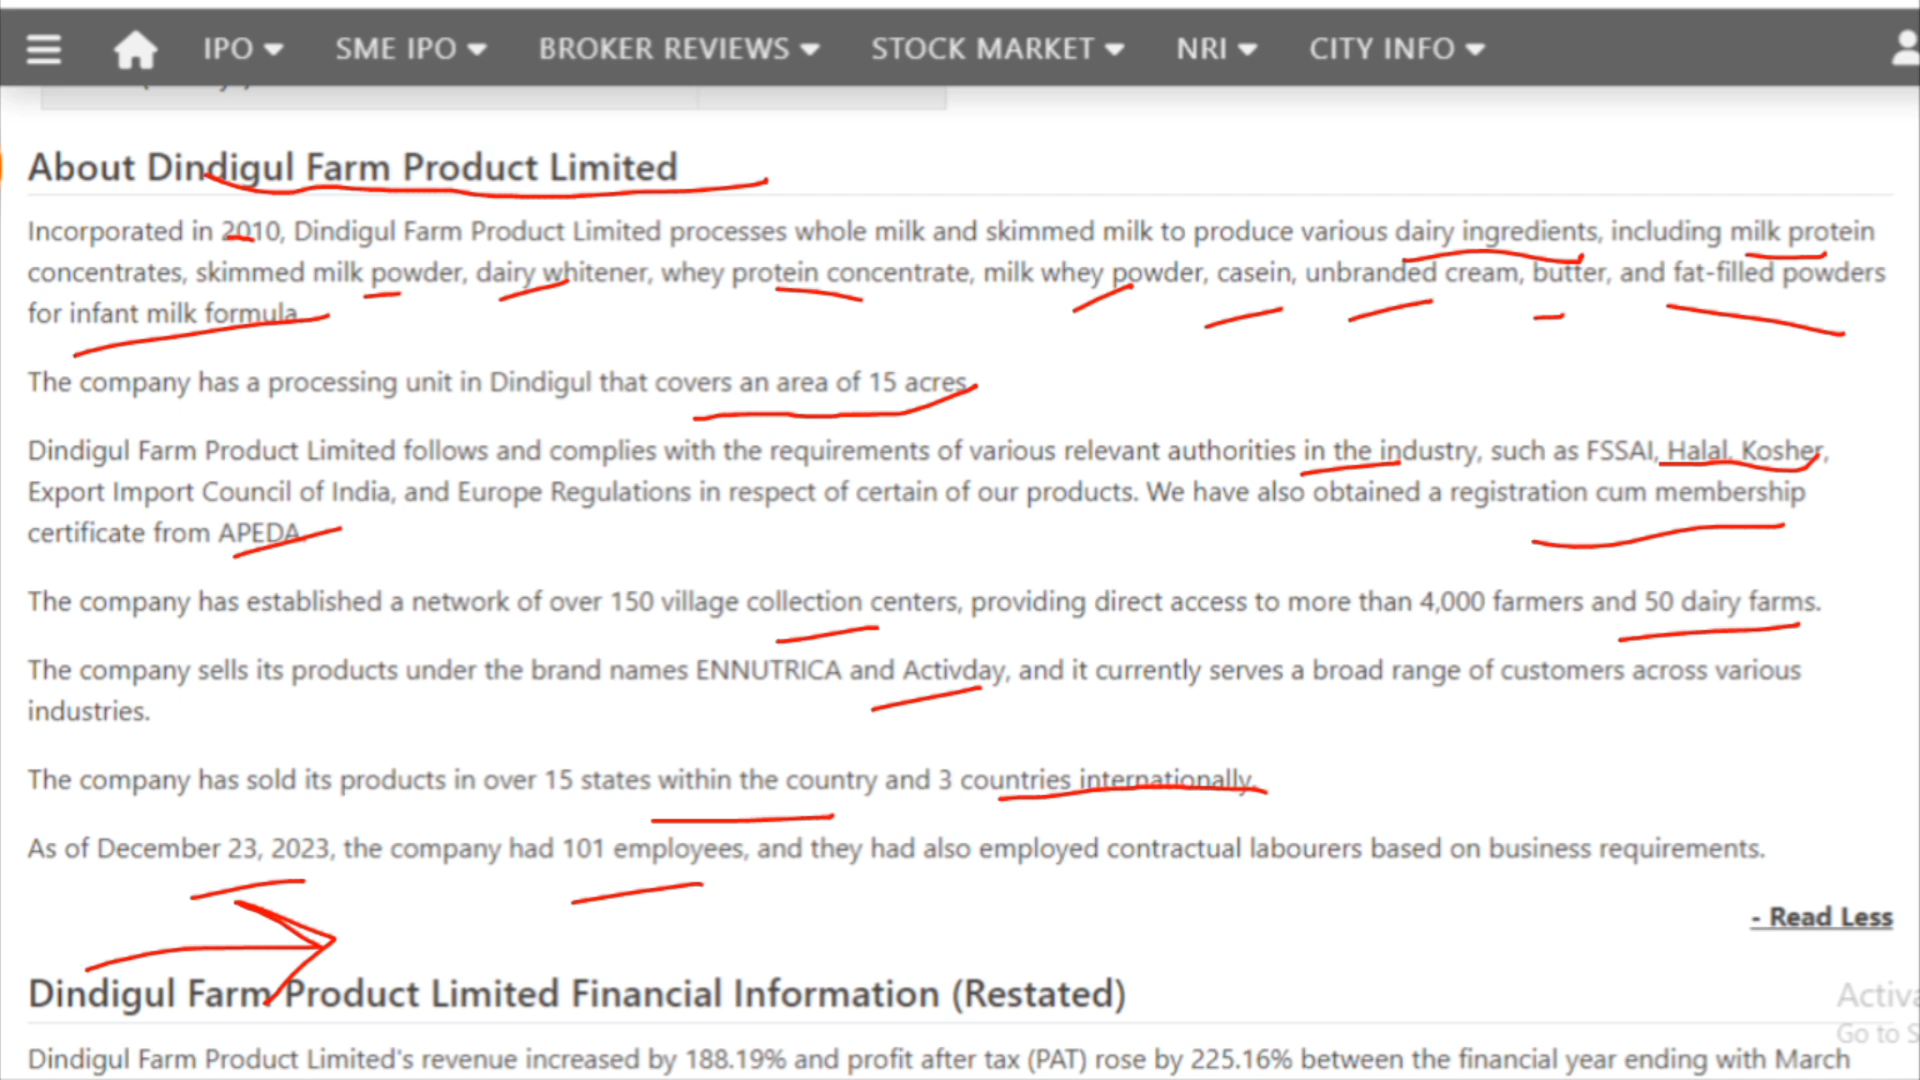 IPO SME IPO BROKER REVIEWS STOCK MARKET NRI CITY INFO
About Dindigul Farm Product Limited
Incorporated in 2010, Dindigul Farm Product Limited processes whole milk and skimmed milk to produce various dairy ingredients, including milk protein
concentrates, skimmed milk powder, dairy whitener, whey protein concentrate, milk whey powder, casein, unbranded cream, butter, and fat-filled powders
for infant milk formula.
The company has a processing unit in Dindigul that covers an area of 15 acres.
Dindigul Farm Product Limited follows and complies with the requirements of various relevant authorities in the industry, such as FSSAI, Halal, Kosher,
Export Import Council of India, and Europe Regulations in respect of certain of our products. We have also obtained a registration cum membership
certificate from APEDA.
The company has established a network of over 150 village collection centers, providing direct access to more than 4,000 farmers and 50 dairy farms.
The company sells its products under the brand names ENNUTRICA and Activday, and it currently serves a broad range of customers across various
industries.
The company has sold its products in over 15 states within the country and 3 countries internationally.
As of December 23, 2023, the company had 101 employees, and they had also employed contractual labourers based on business requirements.
- Read Less
Dindigul Farm Product Limited Financial Information (Restated)
Activa
Go to S
Dindigul Farm Product Limited's revenue increased by 188.19% and profit after tax (PAT) rose by 225.16% between the financial year ending with March